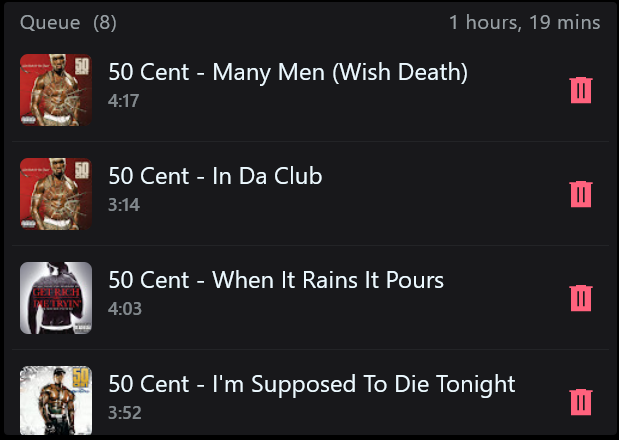 Queue (8)
1 hours, 19 mins
50 Cent - Many Men (Wish Death)
4:17
50 Cent - In Da Club
3:14
GET RICH
DIE TRYIN'
50 Cent - When It Rains It Pours
4:03
50
50 Cent - I'm Supposed To Die Tonight
3:52